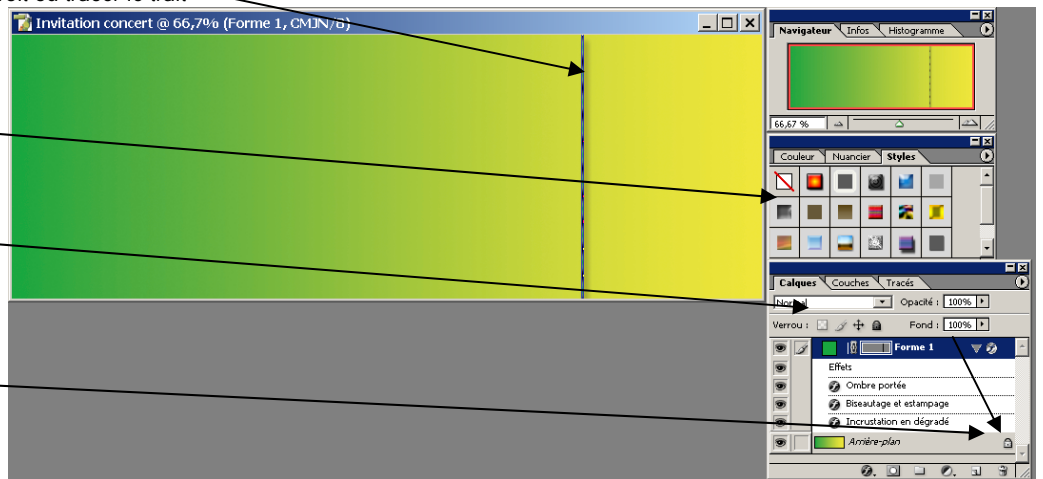 Invitation concert @ 66,7% (Forme 1, CMJN/8)
Navigateur Infos Histogramme
66,67 %
Couleur Nuancier Styles
Calques Couches Tracés
Normal Opacité : 100%
Verrou : Fond : 100%
Forme 1
Effets
Ombre portée
Biseautage et estampage
Incrustation en dégradé
Arrière-plan